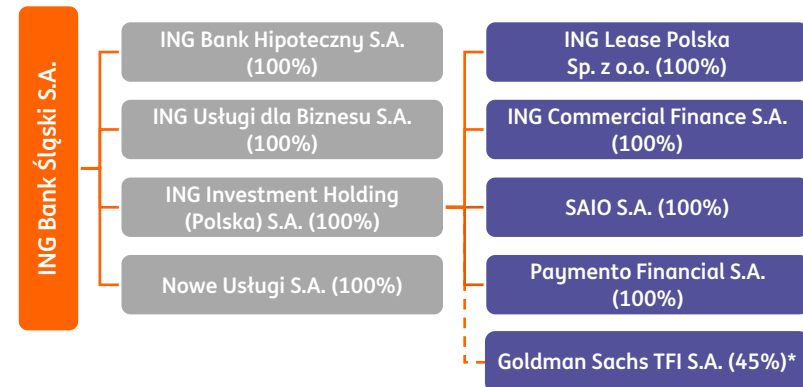 ING Bank Śląski S.A.
ING Bank Hipoteczny S.A.
(100%)
ING Usługi dla Biznesu S.A.
(100%)
ING Investment Holding
(Polska) S.A. (100%)
Nowe Usługi S.A. (100%)
ING Lease Polska
Sp. z o.o. (100%)
ING Commercial Finance S.A.
(100%)
SAIO S.A. (100%)
Paymento Financial S.A.
(100%)
Goldman Sachs TFI S.A. (45%)*